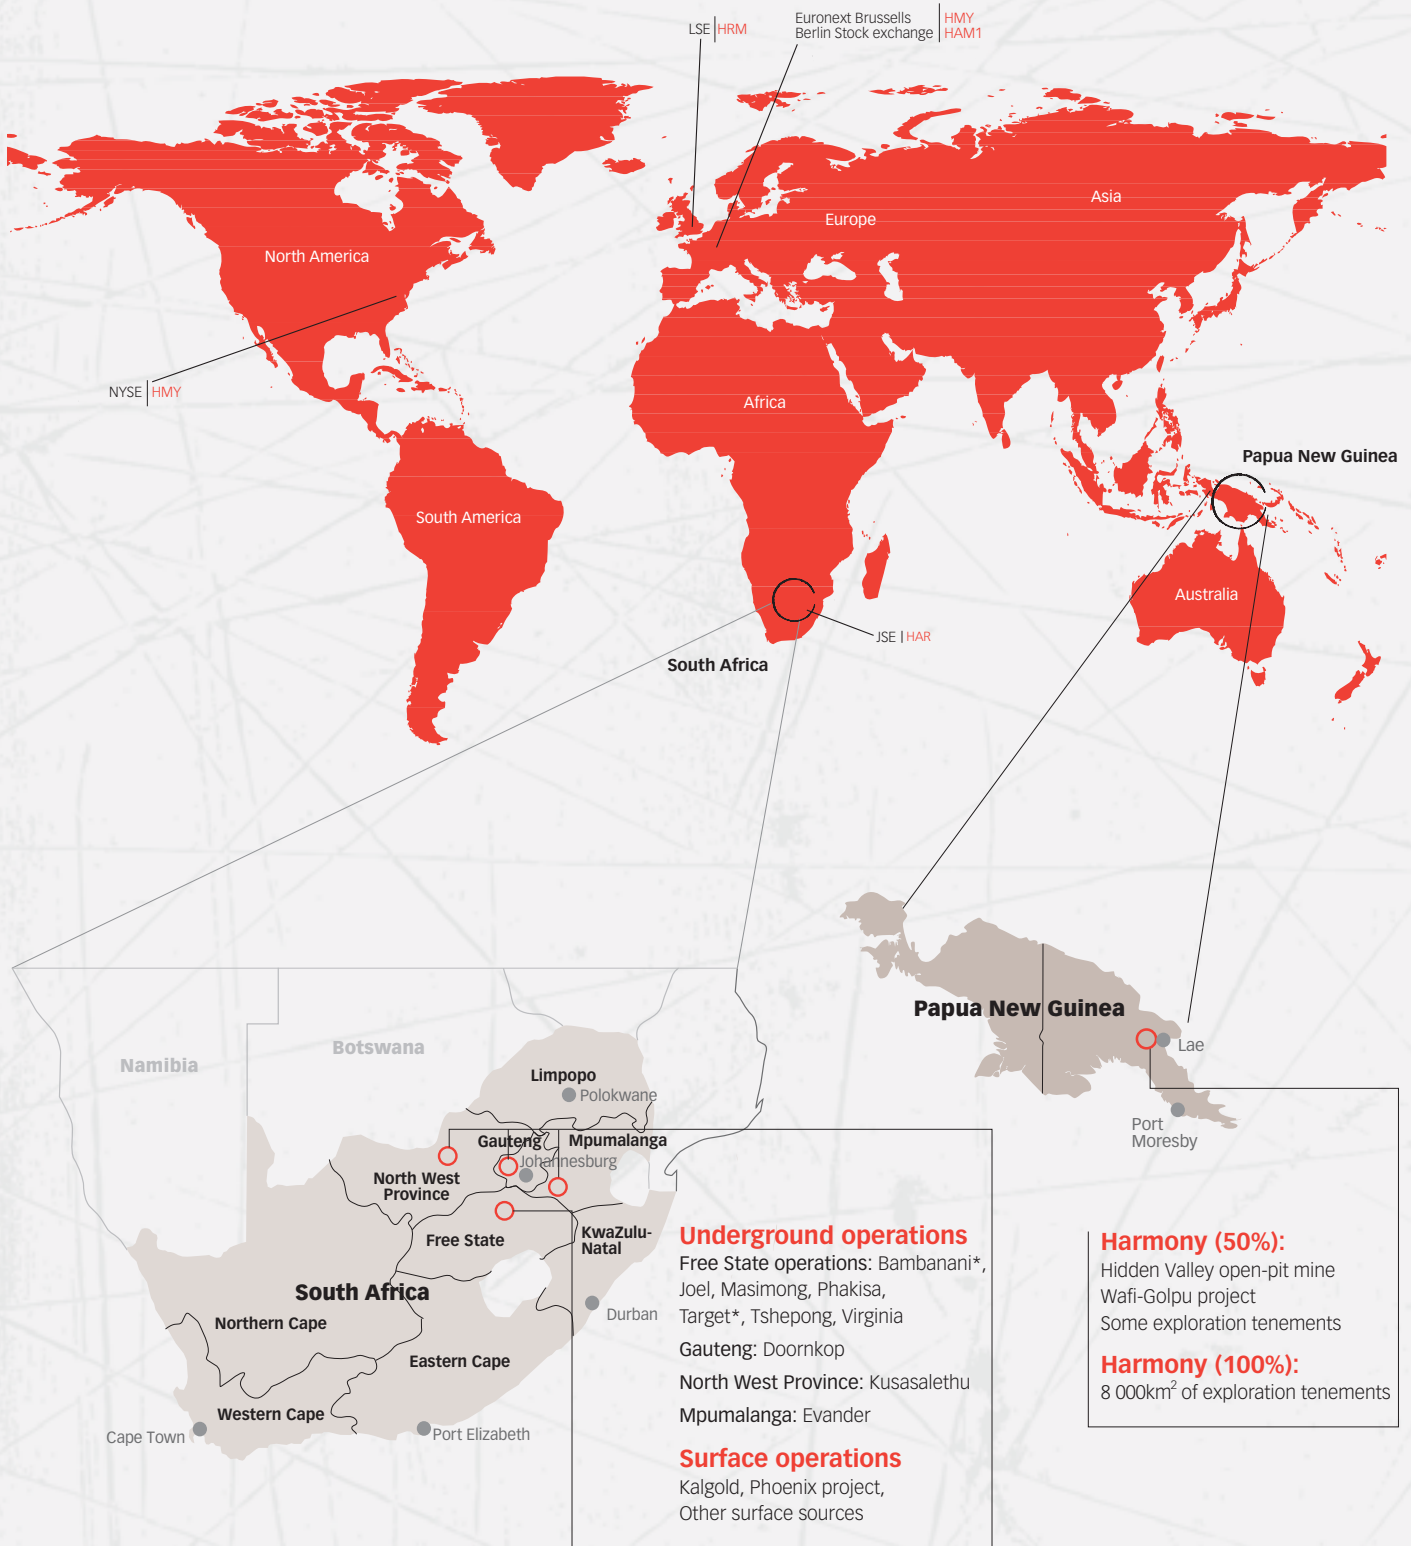 LSE | HRM
Euronext Brussells | HMY
Berlin Stock exchange | HAM1
Asia
Europe
North America
NYSE | HMY
Africa
Papua New Guinea
South America
Australia
JSE | HAR
South Africa
Papua New Guinea
Lae
Port
Moresby
Namibia
Botswana
Limpopo
Polokwane
Gauteng
Mpumalanga
Johannesburg
North West
Province
Free State
KwaZulu-
Natal
South Africa
Durban
Northern Cape
Eastern Cape
Western Cape
Cape Town
Port Elizabeth
Underground operations
Free State operations: Bambanani*,
Joel, Masimong, Phakisa,
Target*, Tshepong, Virginia
Gauteng: Doornkop
North West Province: Kusasalethu
Mpumalanga: Evander
Surface operations
Kalgold, Phoenix project,
Other surface sources
Harmony (50%):
Hidden Valley open-pit mine
Wafi-Golpu project
Some exploration tenements
Harmony (100%):
8 000km² of exploration tenements